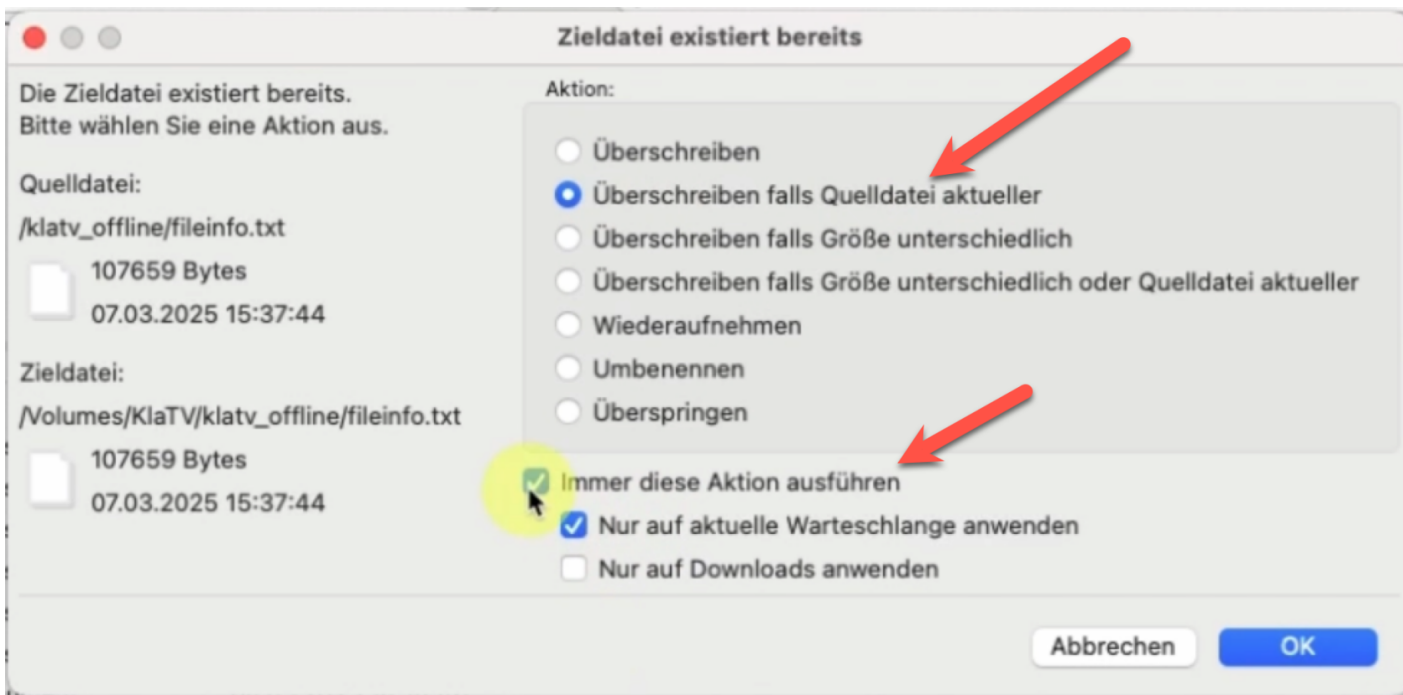 Zieldatei existiert bereits
Die Zieldatei existiert bereits.
Bitte wählen Sie eine Aktion aus.
Quelldatei:
/klatv_offline/fileinfo.txt
107659 Bytes
07.03.2025 15:37:44
Zieldatei:
/Volumes/KlaTV/klatv_offline/fileinfo.txt
107659 Bytes
07.03.2025 15:37:44
Aktion:
Überschreiben
Überschreiben falls Quelldatei aktueller
Überschreiben falls Größe unterschiedlich
Überschreiben falls Größe unterschiedlich oder Quelldatei aktueller
Wiederaufnehmen
Umbenennen
Überspringen
Immer diese Aktion ausführen
Nur auf aktuelle Warteschlange anwenden
Nur auf Downloads anwenden
Abbrechen
OK